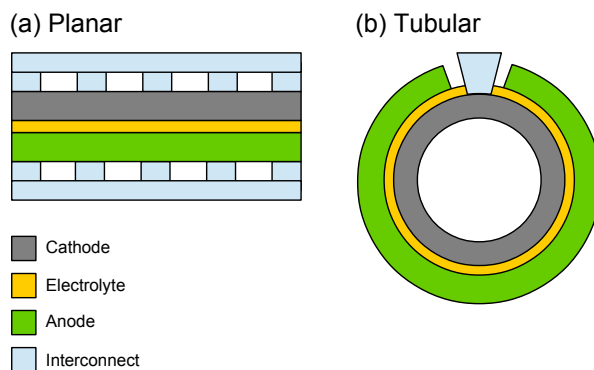 (a) Planar
(b) Tubular
Cathode
Electrolyte
Anode
Interconnect